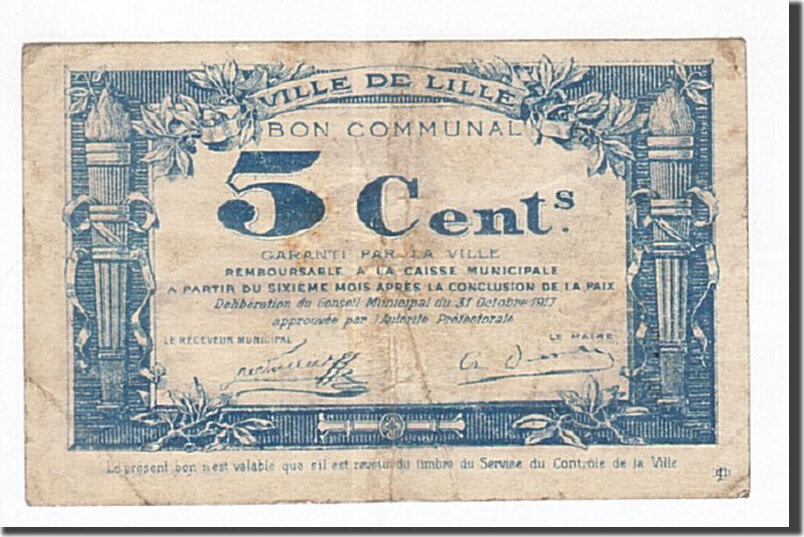 VILLE DE LILLE
BON COMMUNAL
5 Cent.s
GARANTI PAR LA VILLE
REMBOURSABLE A LA CAISSE MUNICIPALE
A PARTIR DU SIXIÈME MOIS APRÈS LA CONCLUSION DE LA PAIX
Délibération du Conseil Municipal du 31 Octobre 1917
approuvée par l'Autorité Préfectorale
LE RECEVEUR MUNICIPAL LE MAIRE
Le présent bon n'est valable que s'il est revêtu du timbre du Service du Contrôle de la Ville